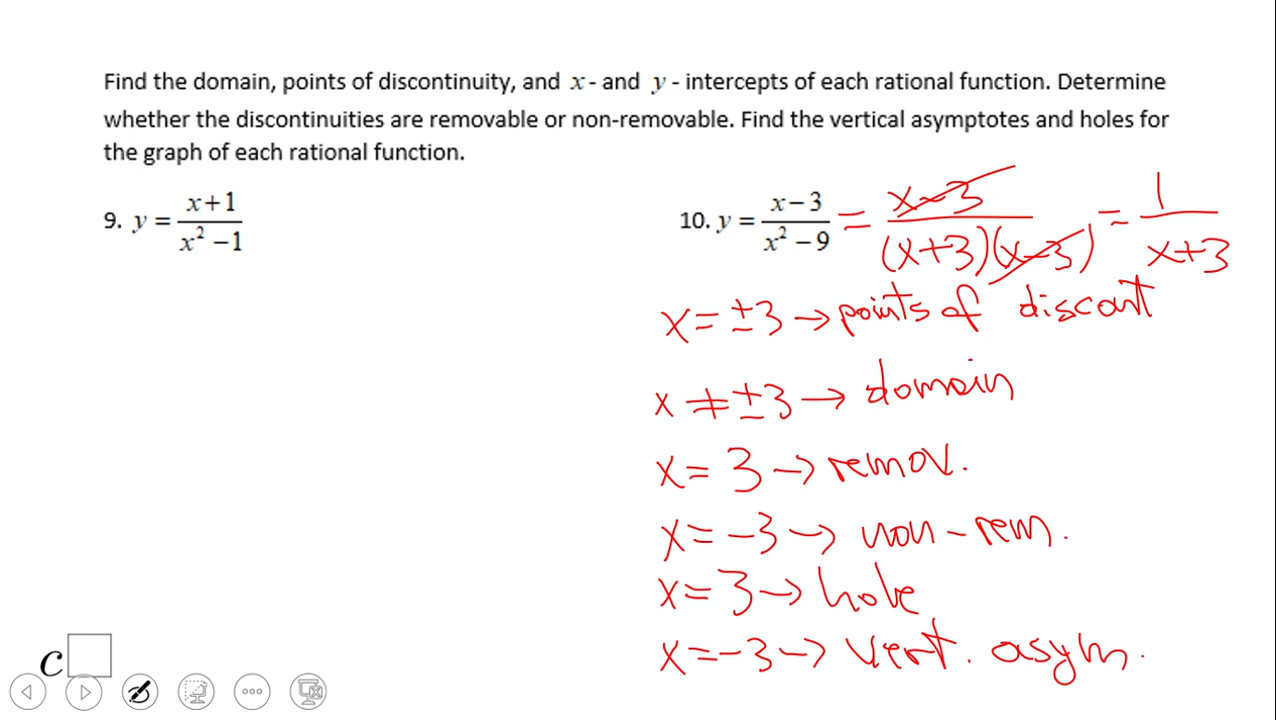 Find the domain, points of discontinuity, and x- and y- intercepts of each rational function. Determine
whether the discontinuities are removable or non-removable. Find the vertical asymptotes and holes for
the graph of each rational function.
9. y = (x+1)/(x² −1)
10. y = (x−3)/(x² −9) = (x−3)/((x+3)(x−3)) = 1/(x+3)
x = ±3 → points of discont
x ≠ ±3 → domain
x = 3 → remov.
x = −3 → non-rem.
x = 3 → hole
x = −3 → vert. asym.
C